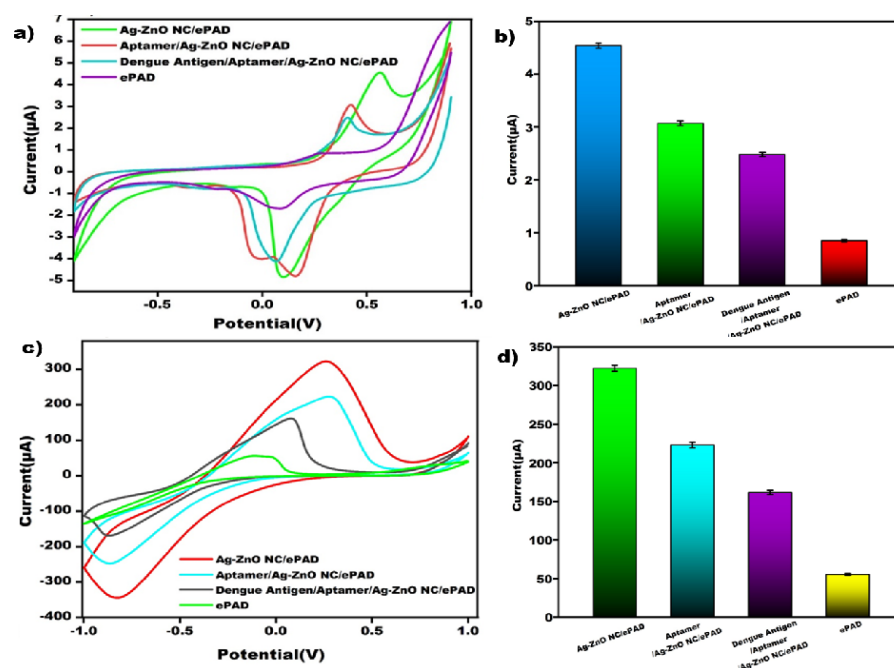 a)
7
6
5
4
3
2
1
0
-1
-2
-3
-4
-5
Current(µA)
Ag-ZnO NC/ePAD
Aptamer/Ag-ZnO NC/ePAD
Dengue Antigen/Aptamer/Ag-ZnO NC/ePAD
ePAD
-0.5 0.0 0.5 1.0
Potential(V)
b)
5
4
3
2
1
0
Current(µA)
Ag-ZnO NC/ePAD
Aptamer
/Ag-ZnO NC/ePAD
Dengue Antigen
/Aptamer
/Ag-ZnO NC/ePAD
ePAD
c)
300
200
100
0
-100
-200
-300
-400
Current(µA)
Ag-ZnO NC/ePAD
Aptamer/Ag-ZnO NC/ePAD
Dengue Antigen/Aptamer/Ag-ZnO NC/ePAD
ePAD
-1.0 -0.5 0.0 0.5 1.0
Potential(V)
d)
350
300
250
200
150
100
50
0
Current(µA)
Ag-ZnO NC/ePAD
Aptamer
/Ag-ZnO NC/ePAD
Dengue Antigen
/Aptamer
/Ag-ZnO NC/ePAD
ePAD